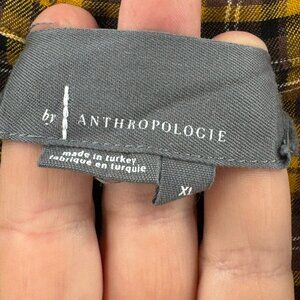 by ANTHROPOLOGIE
made in turkey
fabriqué en turquie
XL